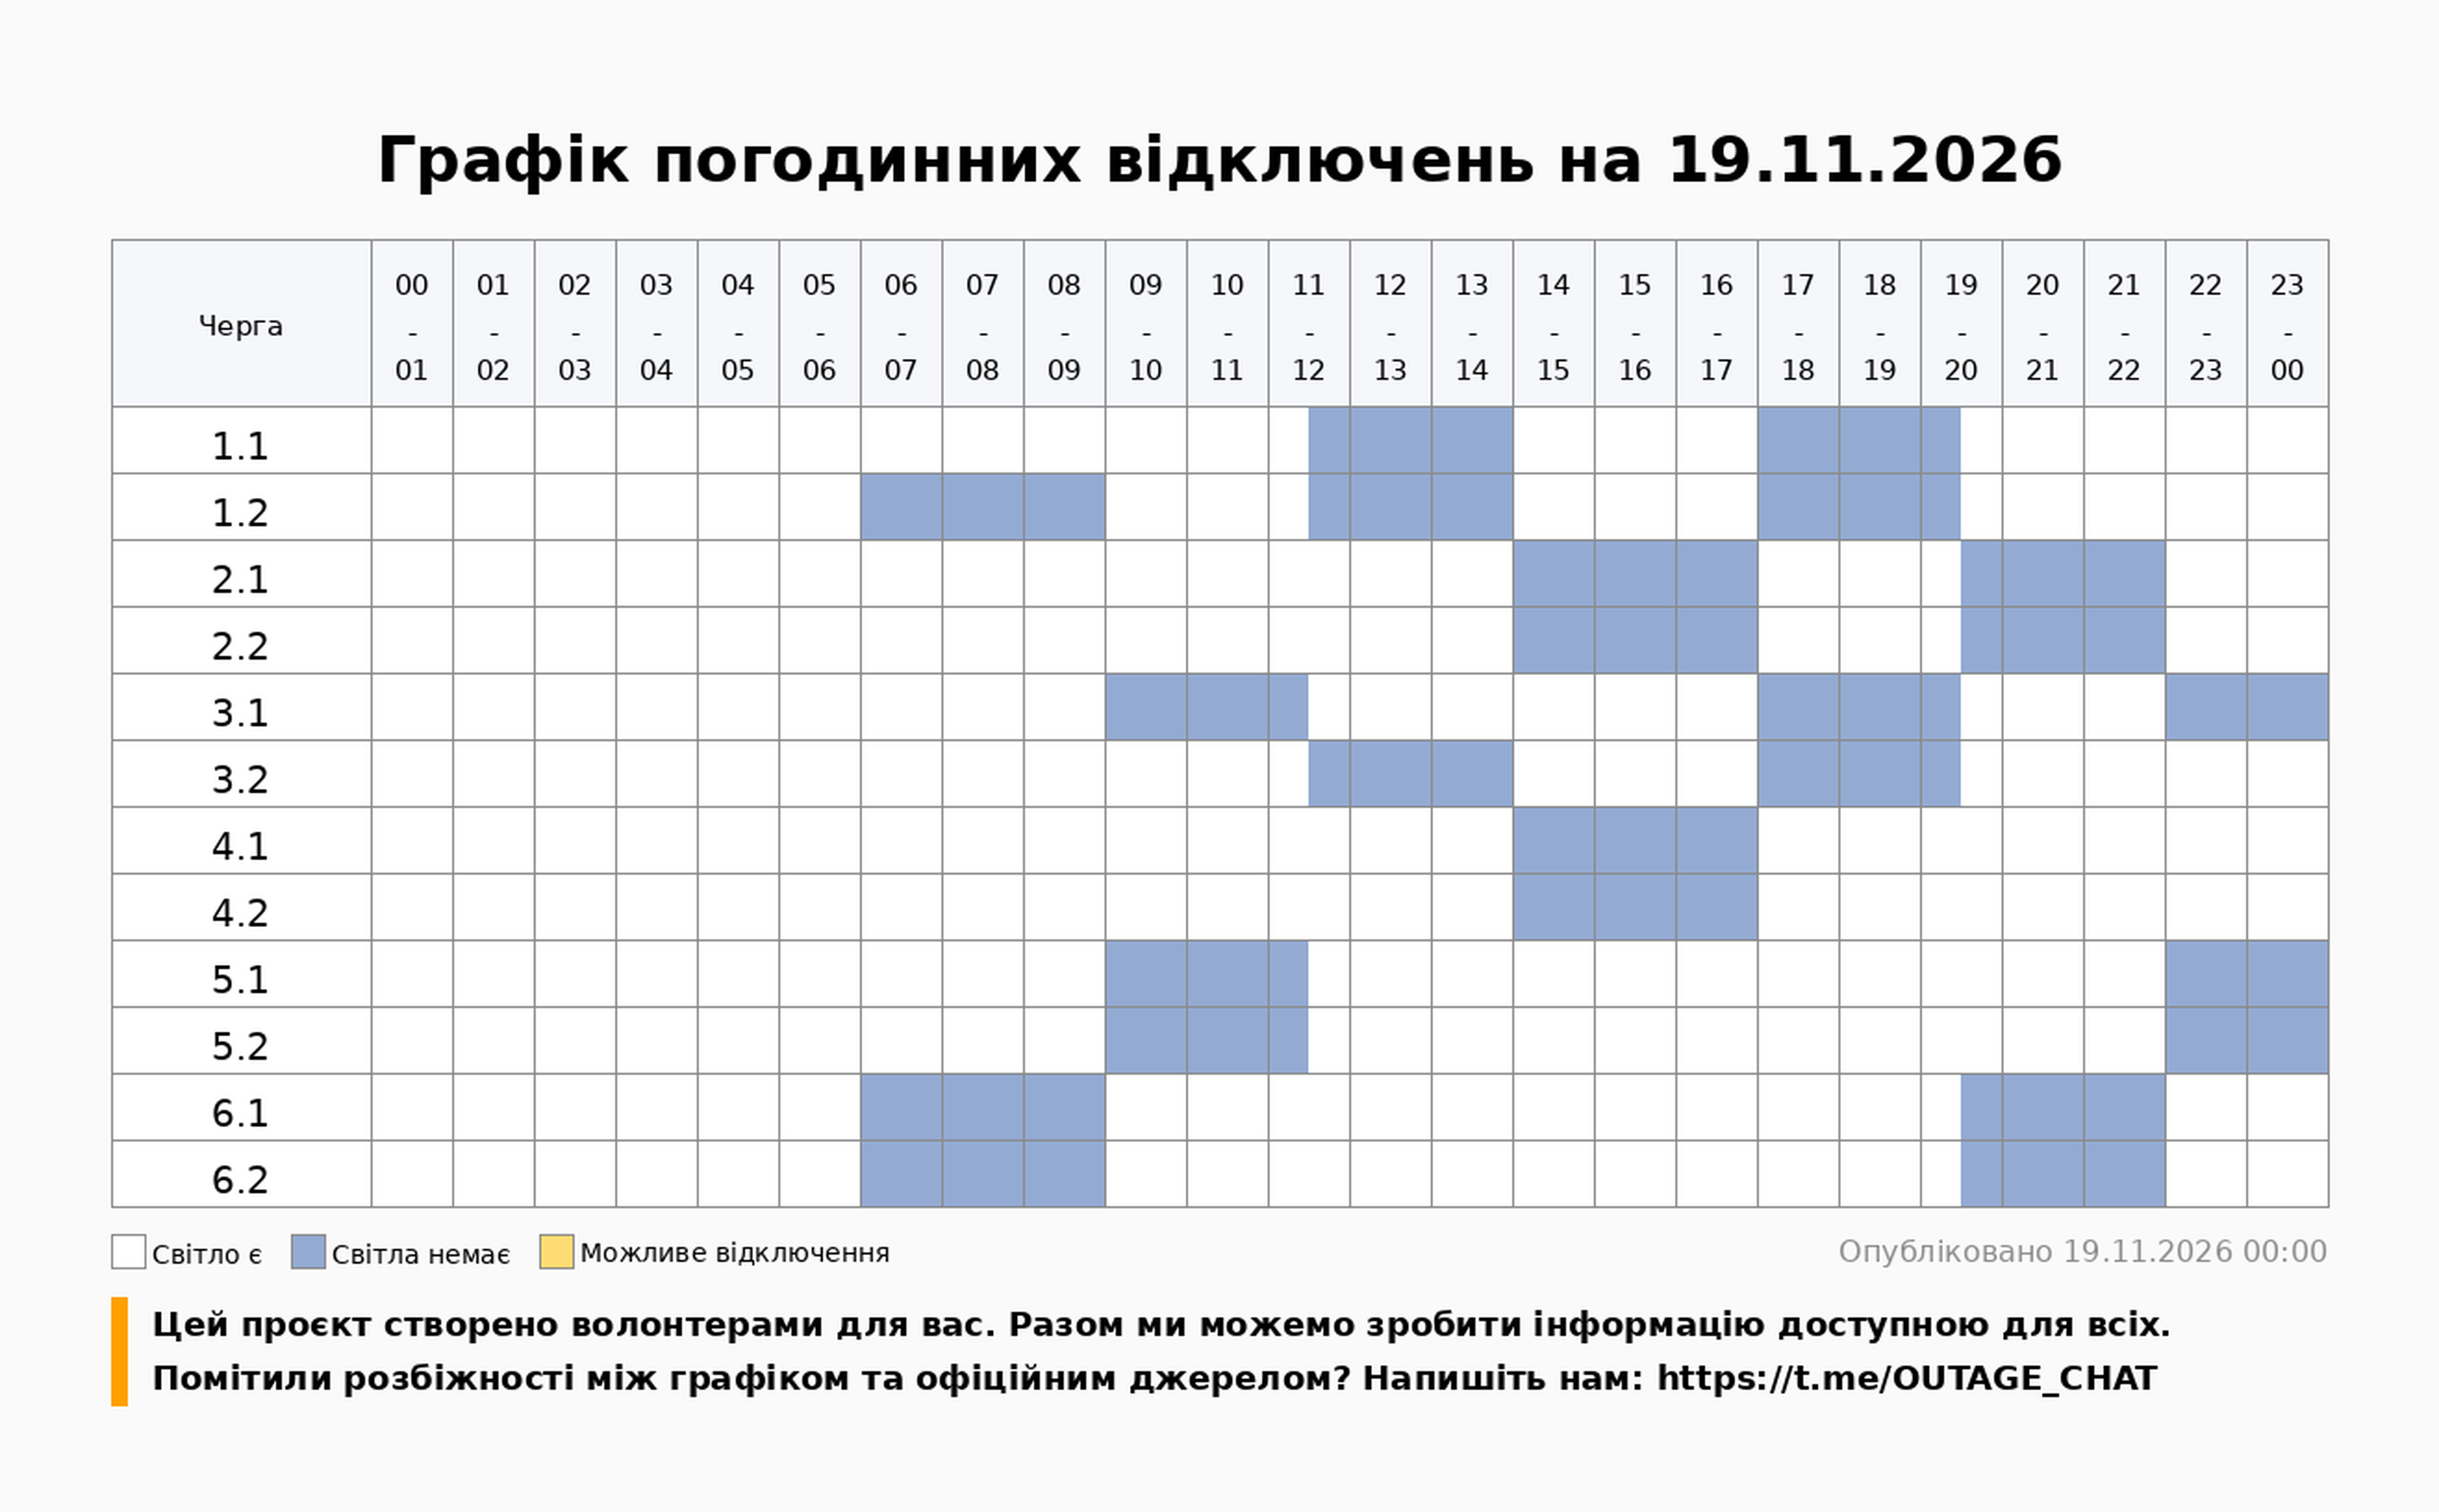 Графік погодинних відключень на 19.11.2026
Черга
00 - 01
01 - 02
02 - 03
03 - 04
04 - 05
05 - 06
06 - 07
07 - 08
08 - 09
09 - 10
10 - 11
11 - 12
12 - 13
13 - 14
14 - 15
15 - 16
16 - 17
17 - 18
18 - 19
19 - 20
20 - 21
21 - 22
22 - 23
23 - 00
1.1
1.2
2.1
2.2
3.1
3.2
4.1
4.2
5.1
5.2
6.1
6.2
Світло є
Світла немає
Можливе відключення
Опубліковано 19.11.2026 00:00
Цей проєкт створено волонтерами для вас. Разом ми можемо зробити інформацію доступною для всіх.
Помітили розбіжності між графіком та офіційним джерелом? Напишіть нам: https://t.me/OUTAGE_CHAT